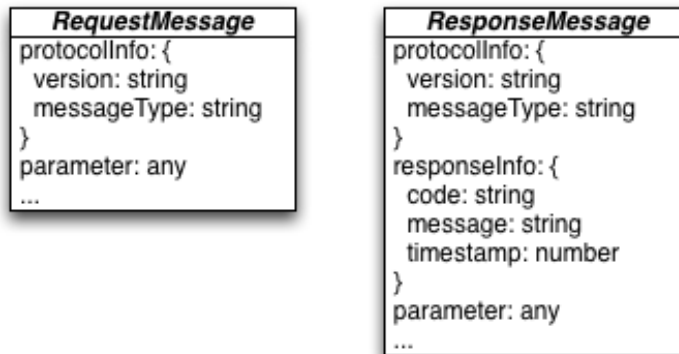 RequestMessage
protocolInfo: {
version: string
messageType: string
}
parameter: any
...
ResponseMessage
protocolInfo: {
version: string
messageType: string
}
responseInfo: {
code: string
message: string
timestamp: number
}
parameter: any
...